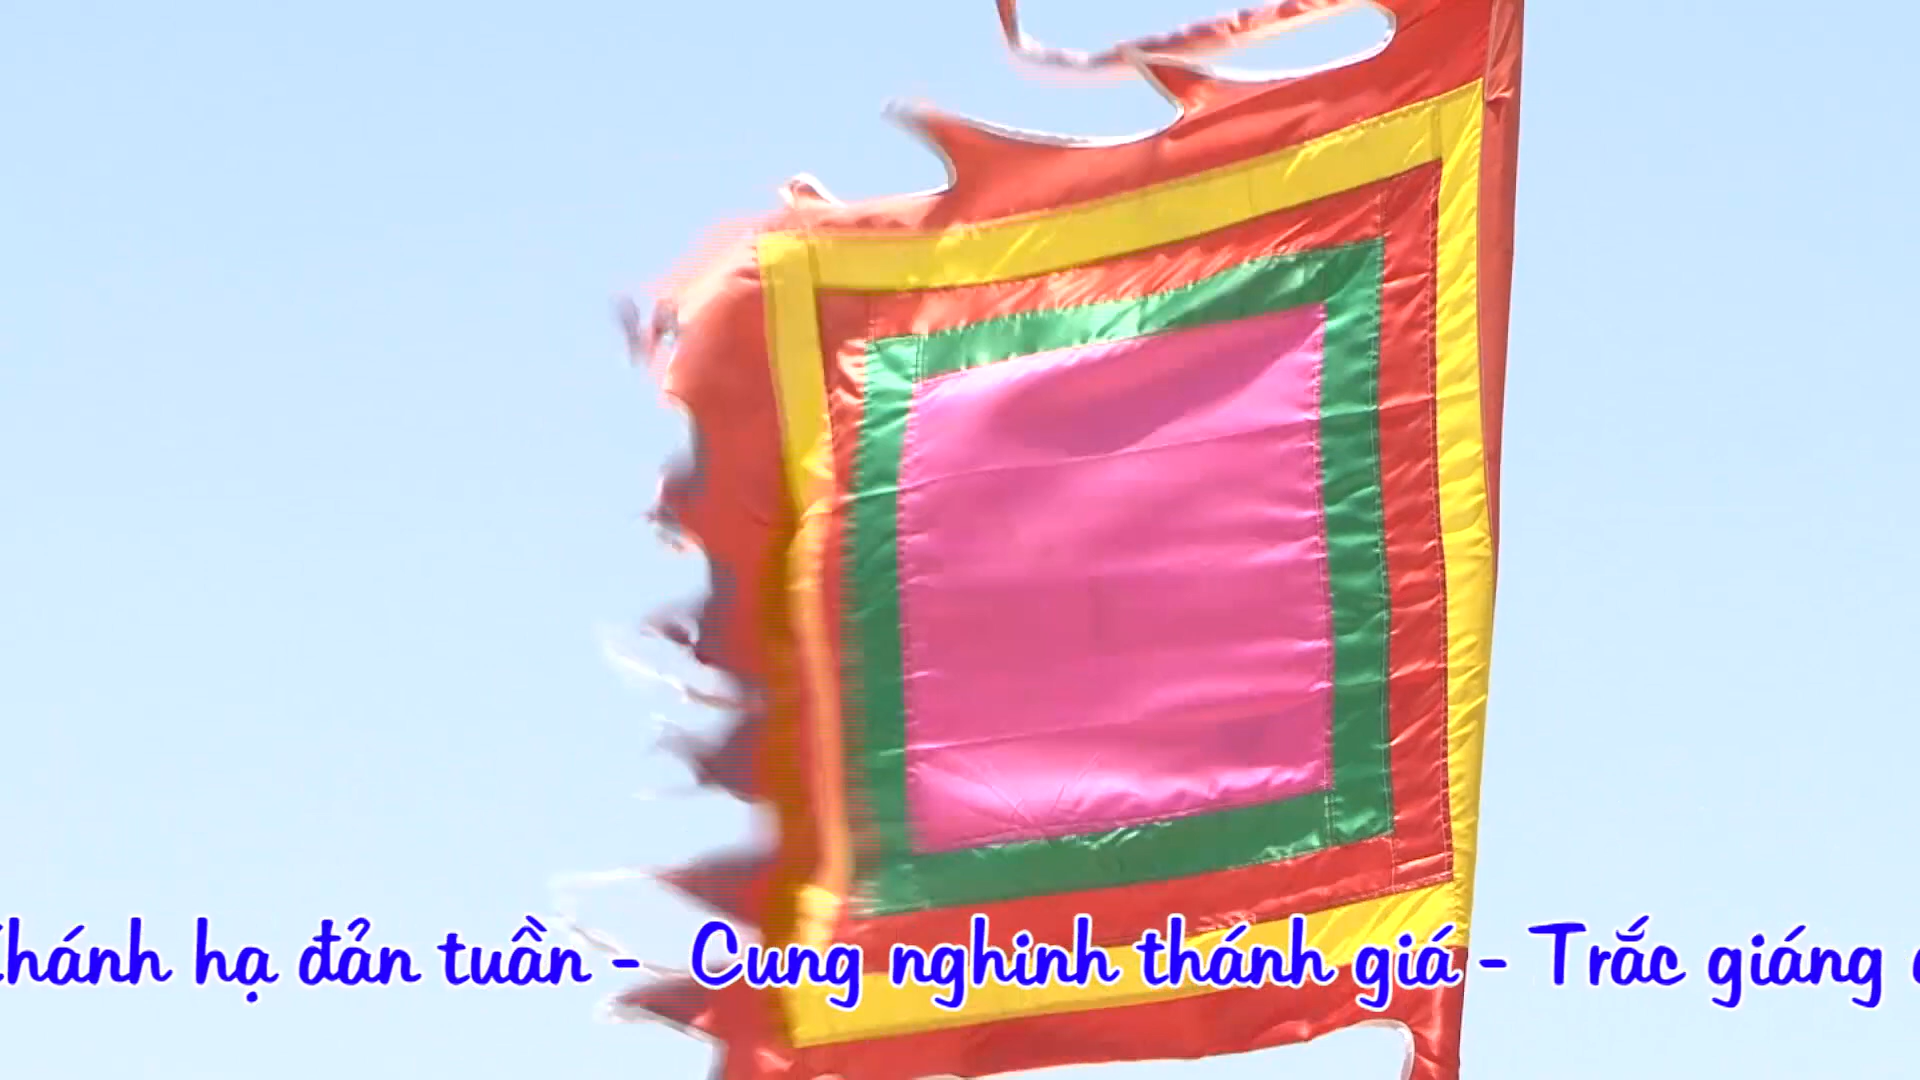 hánh hạ đản tuần - Cung nghinh thánh giá - Trắc giáng